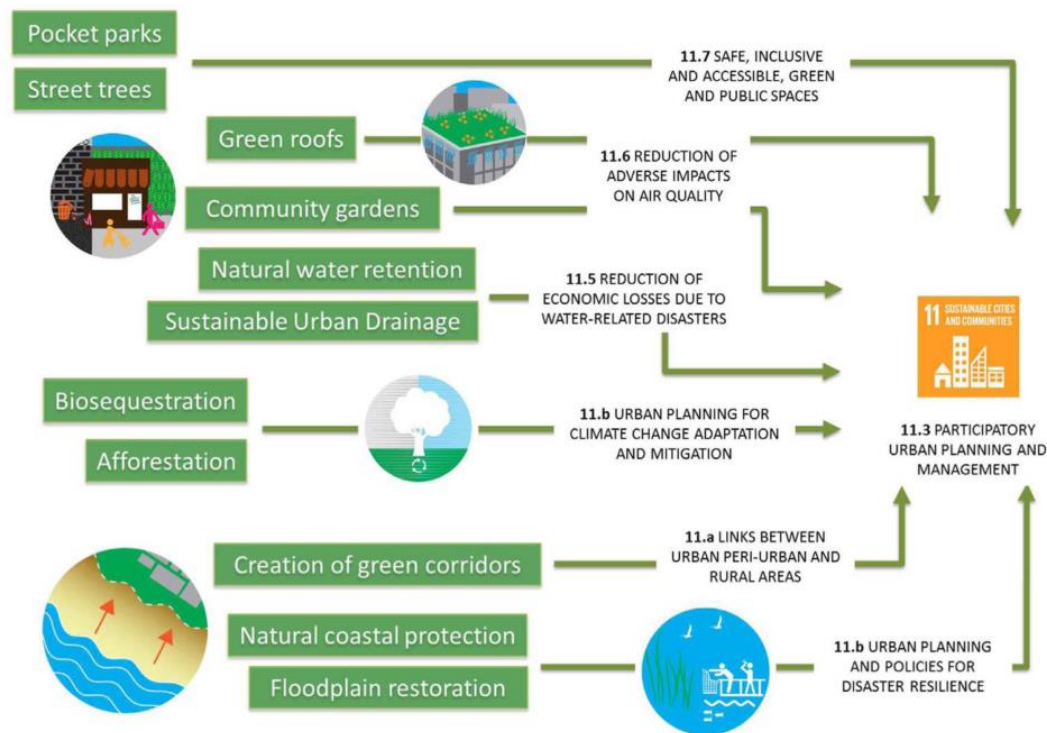 Pocket parks
Street trees
11.7 SAFE, INCLUSIVE
AND ACCESSIBLE, GREEN
AND PUBLIC SPACES
Green roofs
11.6 REDUCTION OF
ADVERSE IMPACTS
ON AIR QUALITY
Community gardens
Natural water retention
Sustainable Urban Drainage
11.5 REDUCTION OF
ECONOMIC LOSSES DUE TO
WATER-RELATED DISASTERS
11 SUSTAINABLE CITIES
AND COMMUNITIES
Biosequestration
Afforestation
11.b URBAN PLANNING FOR
CLIMATE CHANGE ADAPTATION
AND MITIGATION
11.3 PARTICIPATORY
URBAN PLANNING AND
MANAGEMENT
Creation of green corridors
11.a LINKS BETWEEN
URBAN PERI-URBAN AND
RURAL AREAS
Natural coastal protection
Floodplain restoration
11.b URBAN PLANNING
AND POLICIES FOR
DISASTER RESILIENCE